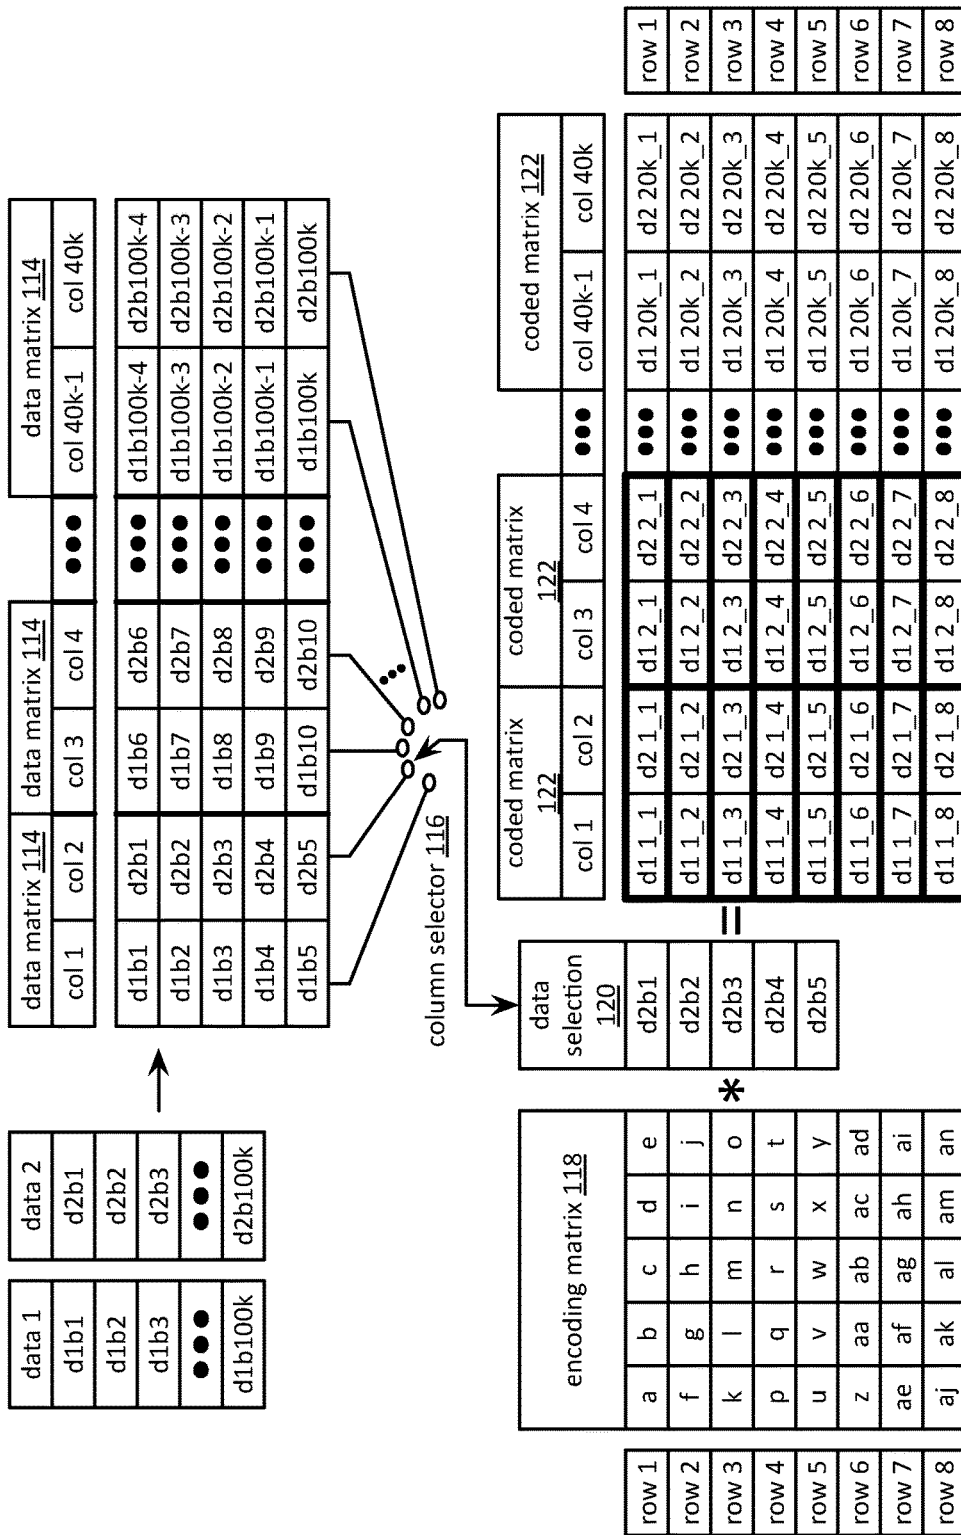 data 1 data 2
d1b1 d2b1
d1b2 d2b2
d1b3 d2b3
d1b100k d2b100k
data matrix 114 data matrix 114 data matrix 114
col 1 col 2 col 3 col 4 col 40k-1 col 40k
d1b1 d2b1 d1b6 d2b6 d1b100k-4 d2b100k-4
d1b2 d2b2 d1b7 d2b7 d1b100k-3 d2b100k-3
d1b3 d2b3 d1b8 d2b8 d1b100k-2 d2b100k-2
d1b4 d2b4 d1b9 d2b9 d1b100k-1 d2b100k-1
d1b5 d2b5 d1b10 d2b10 d1b100k d2b100k
column selector 116
encoding matrix 118
row 1 a b c d e
row 2 f g h i j
row 3 k l m n o
row 4 p q r s t
row 5 u v w x y
row 6 z aa ab ac ad
row 7 ae af ag ah ai
row 8 aj ak al am an
*
data
selection
120
d2b1
d2b2
d2b3
d2b4
d2b5
=
coded matrix
122
coded matrix
122
coded matrix 122
col 1 col 2 col 3 col 4 col 40k-1 col 40k
d1 1_1 d2 1_1 d1 2_1 d2 2_1 d1 20k_1 d2 20k_1 row 1
d1 1_2 d2 1_2 d1 2_2 d2 2_2 d1 20k_2 d2 20k_2 row 2
d1 1_3 d2 1_3 d1 2_3 d2 2_3 d1 20k_3 d2 20k_3 row 3
d1 1_4 d2 1_4 d1 2_4 d2 2_4 d1 20k_4 d2 20k_4 row 4
d1 1_5 d2 1_5 d1 2_5 d2 2_5 d1 20k_5 d2 20k_5 row 5
d1 1_6 d2 1_6 d1 2_6 d2 2_6 d1 20k_6 d2 20k_6 row 6
d1 1_7 d2 1_7 d1 2_7 d2 2_7 d1 20k_7 d2 20k_7 row 7
d1 1_8 d2 1_8 d1 2_8 d2 2_8 d1 20k_8 d2 20k_8 row 8